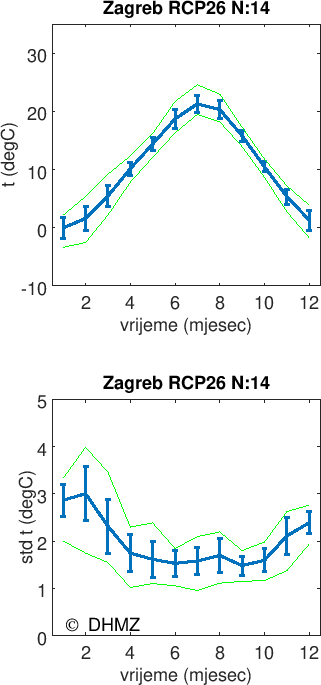 Zagreb RCP26 N:14
t (degC)
30
20
10
0
-10
2 4 6 8 10 12
vrijeme (mjesec)
Zagreb RCP26 N:14
std t (degC)
5
4
3
2
1
0
© DHMZ
2 4 6 8 10 12
vrijeme (mjesec)